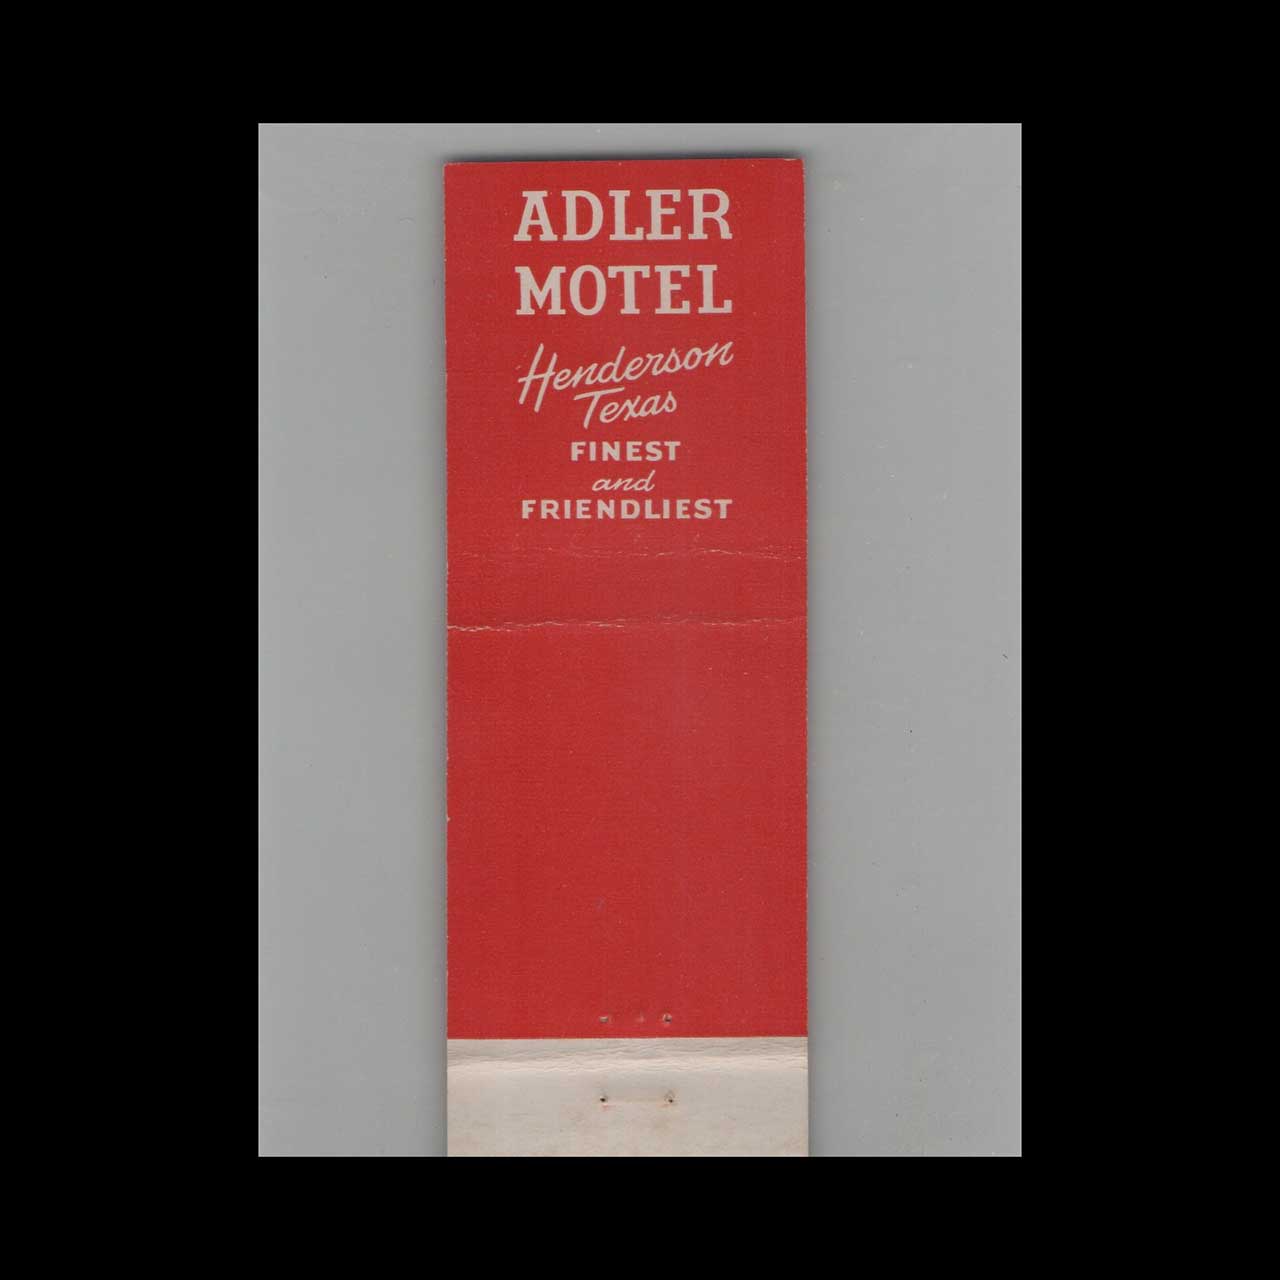 ADLER
MOTEL
Henderson
Texas
FINEST
and
FRIENDLIEST